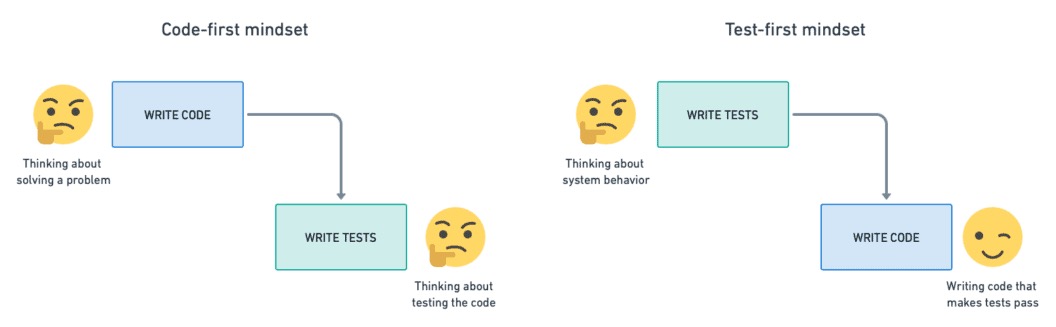 Code-first mindset
WRITE CODE
Thinking about
solving a problem
WRITE TESTS
Thinking about
testing the code
Test-first mindset
WRITE TESTS
Thinking about
system behavior
WRITE CODE
Writing code that
makes tests pass